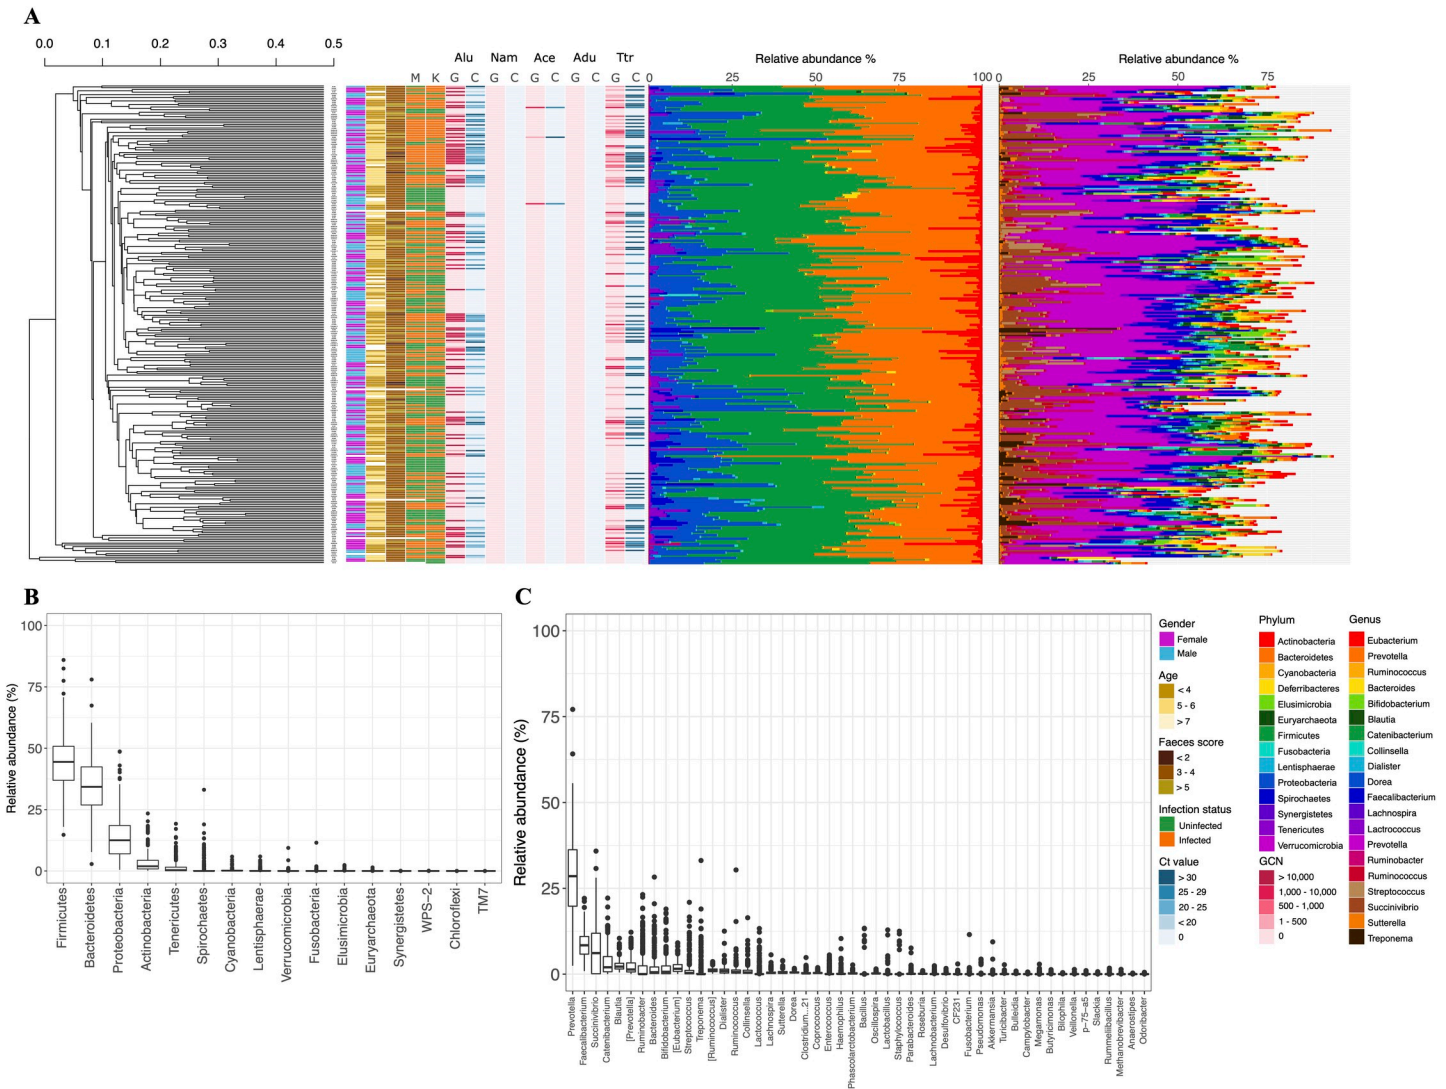 A
0.0 0.1 0.2 0.3 0.4 0.5
Alu Nam Ace Adu Ttr
M K G C G C G C G C G C
Relative abundance %
0 25 50 75 100
Relative abundance %
0 25 50 75
B
Relative abundance (%)
100
75
50
25
0
Firmicutes
Bacteroidetes
Proteobacteria
Actinobacteria
Tenericutes
Spirochaetes
Cyanobacteria
Lentisphaerae
Verrucomicrobia
Fusobacteria
Elusimicrobia
Euryarchaeota
Synergistetes
WPS-2
Chloroflexi
TM7
C
Relative abundance (%)
100
75
50
25
0
Prevotella
Faecalibacterium
Succinivibrio
Catenibacterium
Blautia
[Prevotella]
Ruminobacter
Bacteroides
Bifidobacterium
[Eubacterium]
Streptococcus
Treponema
[Ruminococcus]
Dialister
Ruminococcus
Collinsella
Lactococcus
Lachnospira
Sutterella
Dorea
Clostridium...21
Coprococcus
Enterococcus
Haemophilus
Phascolarctobacterium
Bacillus
Oscillospira
Lactobacillus
Staphylococcus
Parabacteroides
Roseburia
Lachnobacterium
Desulfovibrio
CF231
Fusobacterium
Pseudomonas
Akkermansia
Turicibacter
Bulleidia
Campylobacter
Megamonas
Butyricimonas
Bilophila
Veillonella
p-75-a5
Slackia
Rummeliibacillus
Methanobrevibacter
Anaerostipes
Odoribacter
Gender
Female
Male
Age
< 4
5 - 6
> 7
Faeces score
< 2
3 - 4
> 5
Infection status
Uninfected
Infected
Ct value
> 30
25 - 29
20 - 25
< 20
0
Phylum
Actinobacteria
Bacteroidetes
Cyanobacteria
Deferribacteres
Elusimicrobia
Euryarchaeota
Firmicutes
Fusobacteria
Lentisphaerae
Proteobacteria
Spirochaetes
Synergistetes
Tenericutes
Verrucomicrobia
GCN
> 10,000
1,000 - 10,000
500 - 1,000
1 - 500
0
Genus
Eubacterium
Prevotella
Ruminococcus
Bacteroides
Bifidobacterium
Blautia
Catenibacterium
Collinsella
Dialister
Dorea
Faecalibacterium
Lachnospira
Lactrococcus
Prevotella
Ruminobacter
Ruminococcus
Streptococcus
Succinivibrio
Sutterella
Treponema